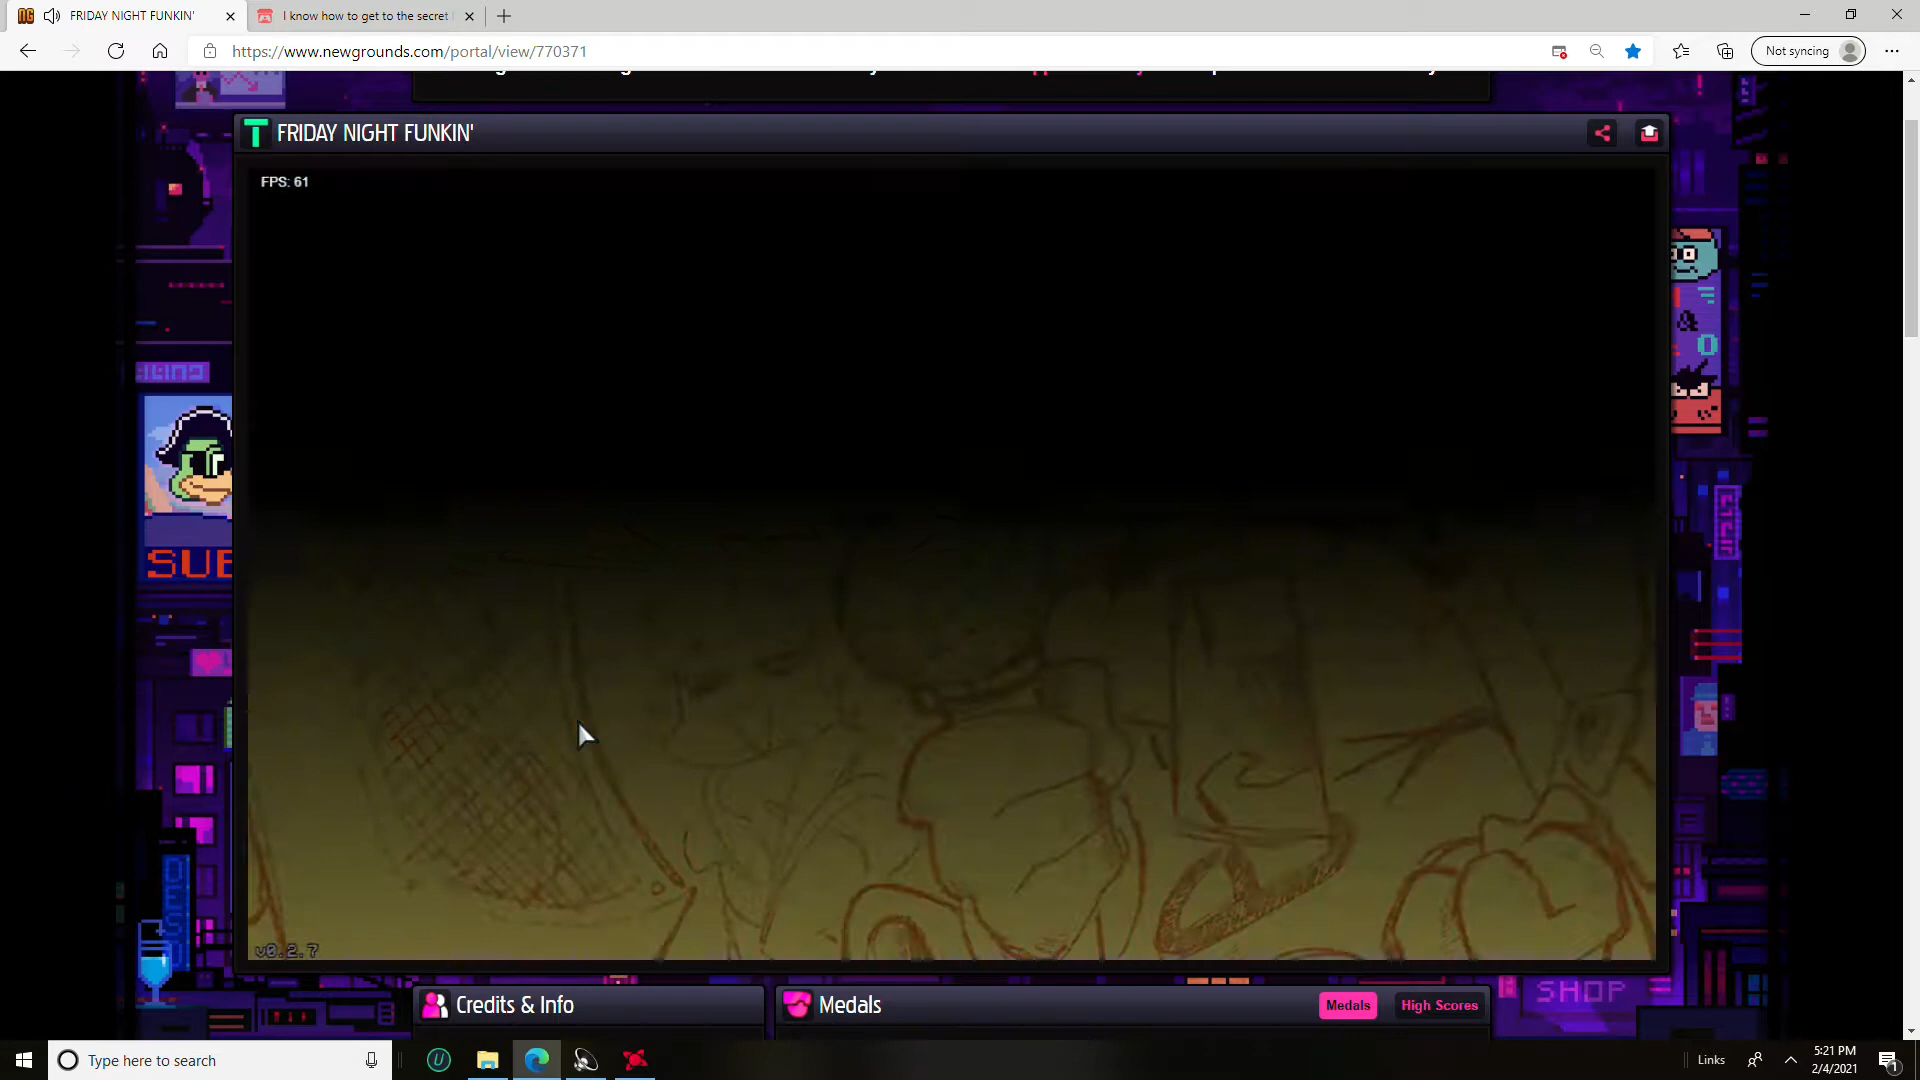 FRIDAY NIGHT FUNKIN'
I know how to get to the secret
https://www.newgrounds.com/portal/view/770371
Not syncing
FRIDAY NIGHT FUNKIN'
FPS: 61
&
O
SUB
v0.2.7
SHOP
Credits & Info
Medals
Medals
High Scores
Type here to search
Links
5:21 PM
2/4/2021
1